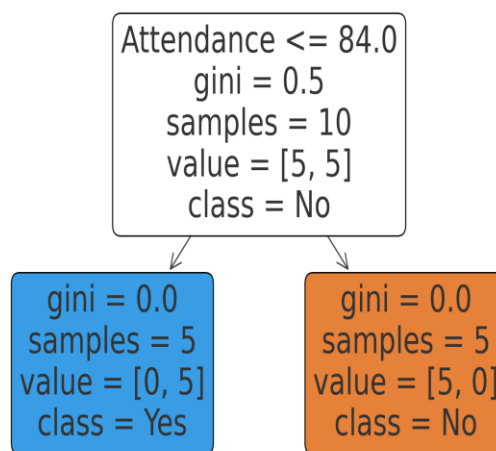 Attendance <= 84.0
gini = 0.5
samples = 10
value = [5, 5]
class = No
gini = 0.0
samples = 5
value = [0, 5]
class = Yes
gini = 0.0
samples = 5
value = [5, 0]
class = No